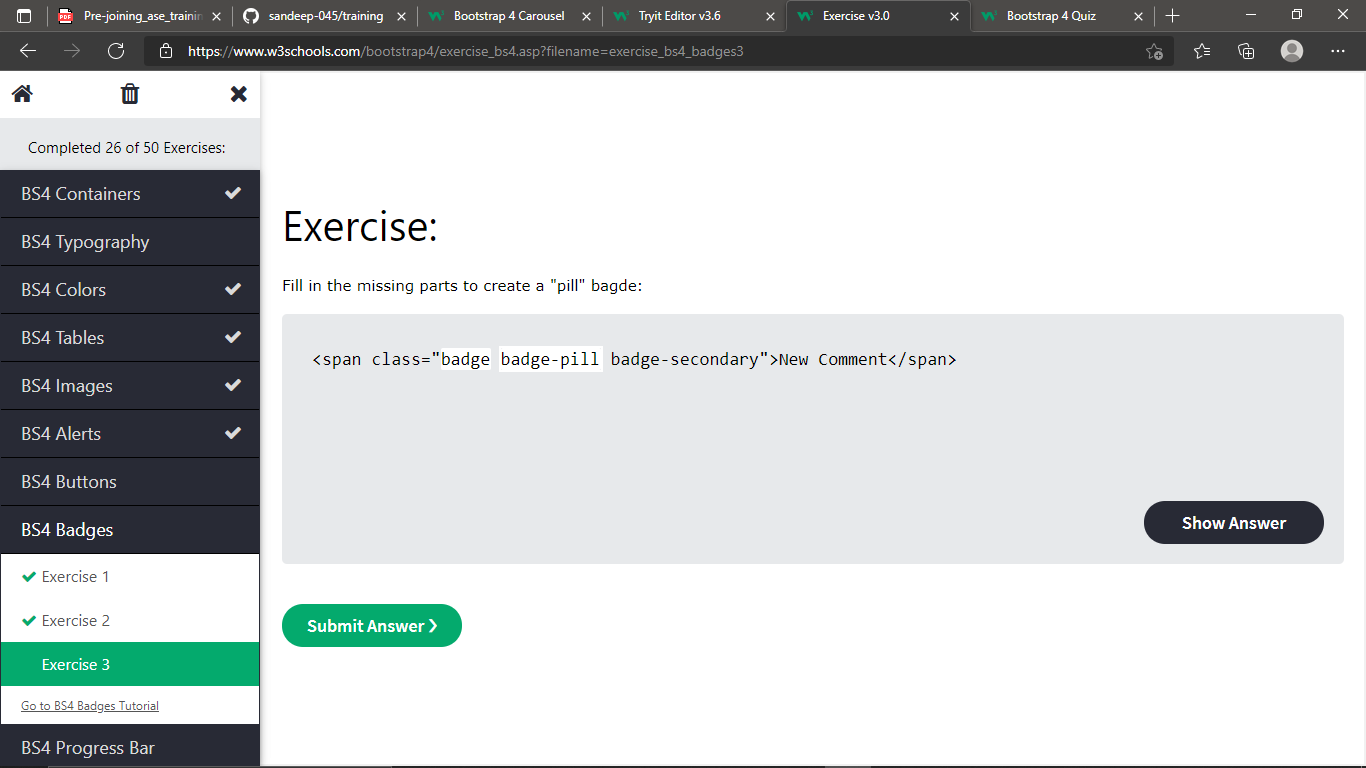 Pre-joining_ase_trainin
sandeep-045/training
Bootstrap 4 Carousel
Tryit Editor v3.6
Exercise v3.0
Bootstrap 4 Quiz
https://www.w3schools.com/bootstrap4/exercise_bs4.asp?filename=exercise_bs4_badges3
Completed 26 of 50 Exercises:
BS4 Containers
BS4 Typography
BS4 Colors
BS4 Tables
BS4 Images
BS4 Alerts
BS4 Buttons
BS4 Badges
Exercise 1
Exercise 2
Exercise 3
Go to BS4 Badges Tutorial
BS4 Progress Bar
Exercise:
Fill in the missing parts to create a "pill" bagde:
<span class="badge badge-pill badge-secondary">New Comment</span>
Show Answer
Submit Answer ❯